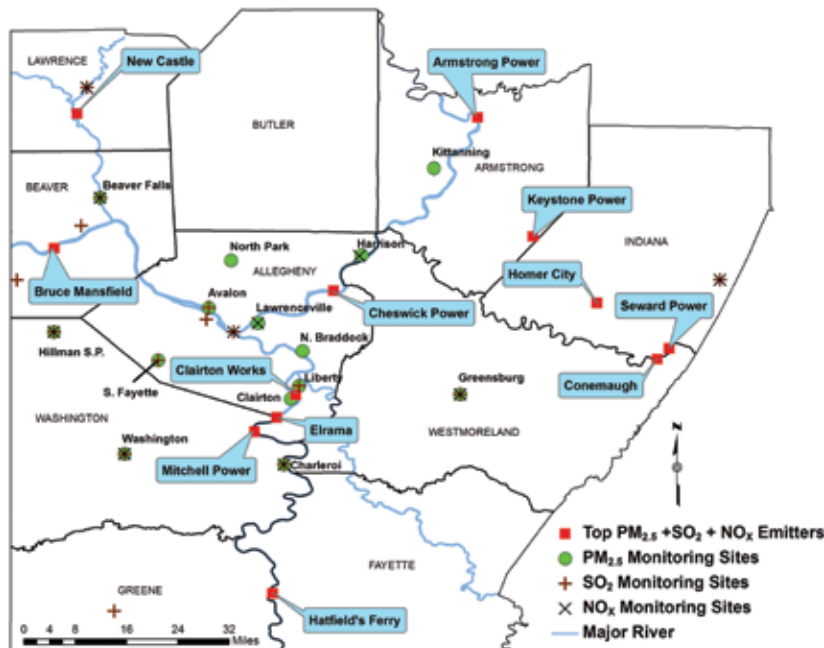 LAWRENCE
New Castle
Armstrong Power
BUTLER
Kittanning
ARMSTRONG
BEAVER
Beaver Falls
Keystone Power
INDIANA
North Park
Harrison
ALLEGHENY
Homer City
Bruce Mansfield
Avalon
Lawrenceville
Cheswick Power
Seward Power
Hillman S.P.
N. Braddock
S. Fayette
Clairton Works
Liberty
Conemaugh
Clairton
Greensburg
WASHINGTON
Elrama
WESTMORELAND
Washington
Mitchell Power
Charleroi
N
Top PM2.5 +SO2 + NOX Emitters
PM2.5 Monitoring Sites
FAYETTE
SO2 Monitoring Sites
GREENE
NOX Monitoring Sites
Hatfield's Ferry
Major River
0 4 8 16 24 32
Miles